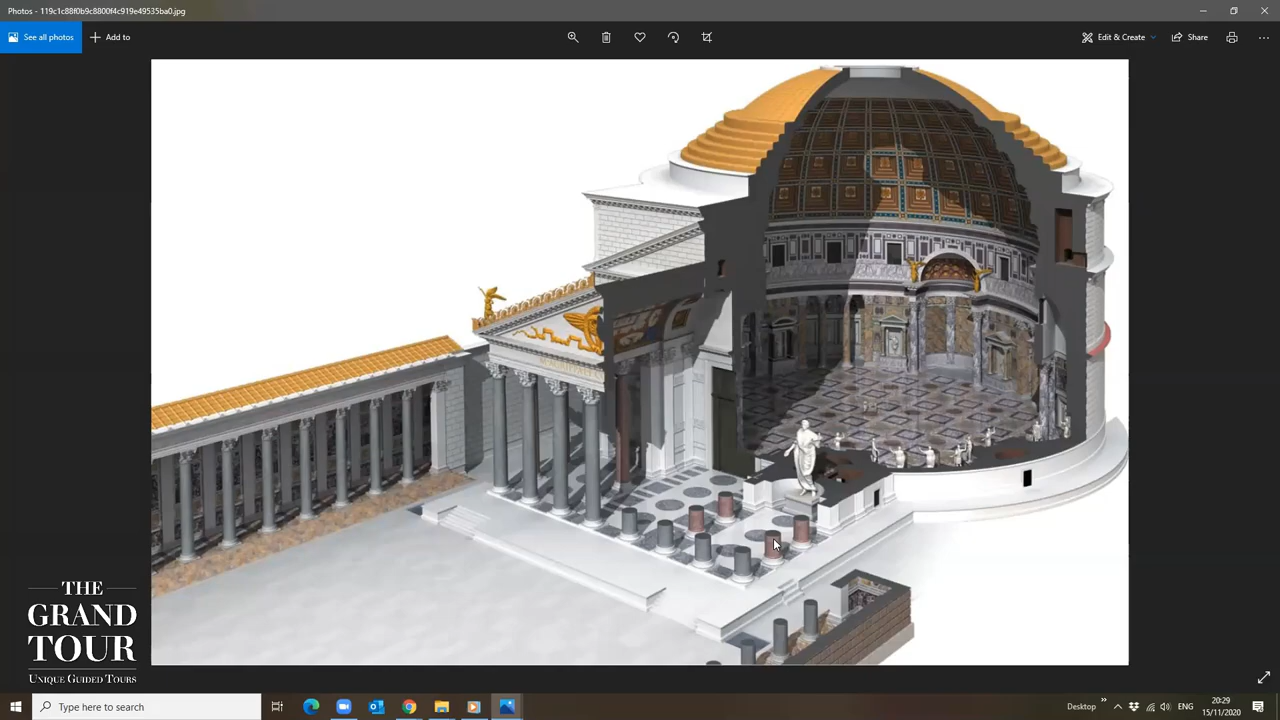 Photos - 119c1c88f0b9c8800f4c919e49535ba0.jpg
See all photos
Add to
Edit & Create
Share
THE
GRAND
TOUR
UNIQUE GUIDED TOURS
Type here to search
Desktop
ENG
20:29
15/11/2020